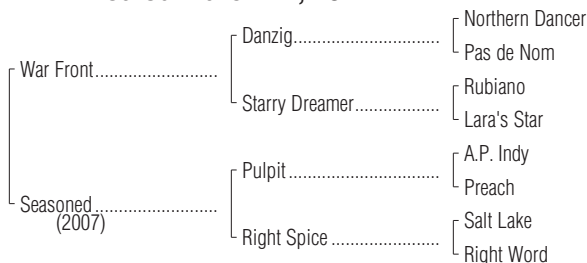 Northern Dancer
Danzig
Pas de Nom
War Front
Rubiano
Starry Dreamer
Lara's Star
A.P. Indy
Pulpit
Preach
Seasoned
(2007)
Salt Lake
Right Spice
Right Word